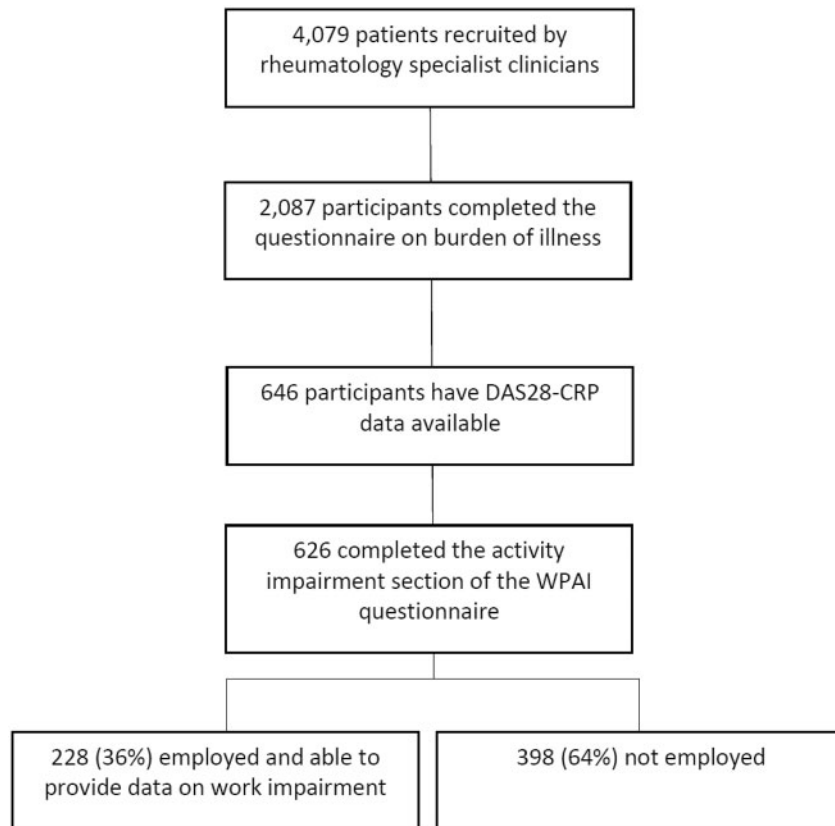 4,079 patients recruited by
rheumatology specialist clinicians
2,087 participants completed the
questionnaire on burden of illness
646 participants have DAS28-CRP
data available
626 completed the activity
impairment section of the WPAI
questionnaire
228 (36%) employed and able to
provide data on work impairment
398 (64%) not employed